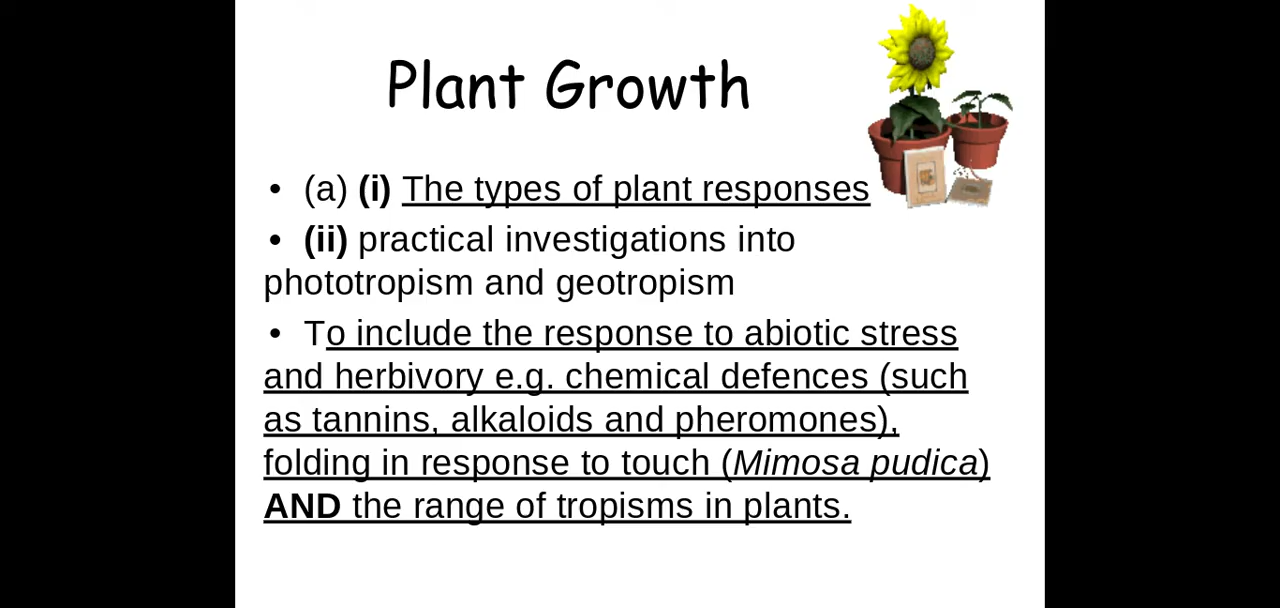 Plant Growth
• (a) (i) The types of plant responses
• (ii) practical investigations into
phototropism and geotropism
• To include the response to abiotic stress
and herbivory e.g. chemical defences (such
as tannins, alkaloids and pheromones),
folding in response to touch (Mimosa pudica)
AND the range of tropisms in plants.